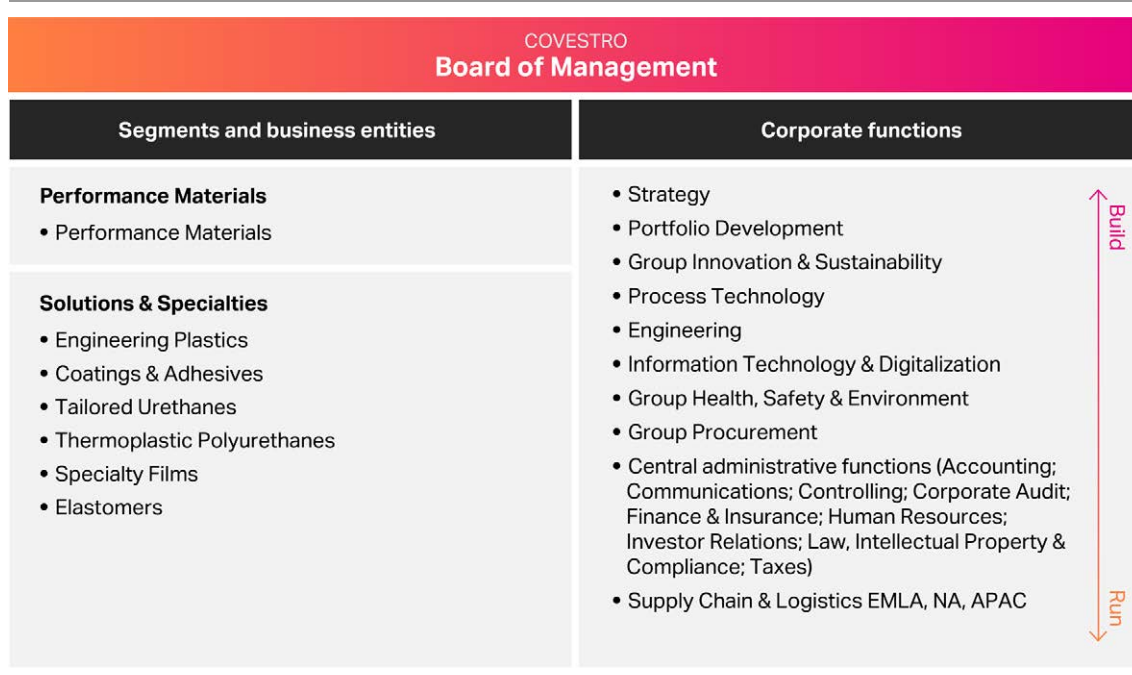 COVESTRO
Board of Management
Segments and business entities
Performance Materials
• Performance Materials
Solutions & Specialties
• Engineering Plastics
• Coatings & Adhesives
• Tailored Urethanes
• Thermoplastic Polyurethanes
• Specialty Films
• Elastomers
Corporate functions
• Strategy
• Portfolio Development
• Group Innovation & Sustainability
• Process Technology
• Engineering
• Information Technology & Digitalization
• Group Health, Safety & Environment
• Group Procurement
• Central administrative functions (Accounting;
Communications; Controlling; Corporate Audit;
Finance & Insurance; Human Resources;
Investor Relations; Law, Intellectual Property &
Compliance; Taxes)
• Supply Chain & Logistics EMLA, NA, APAC
Build
Run